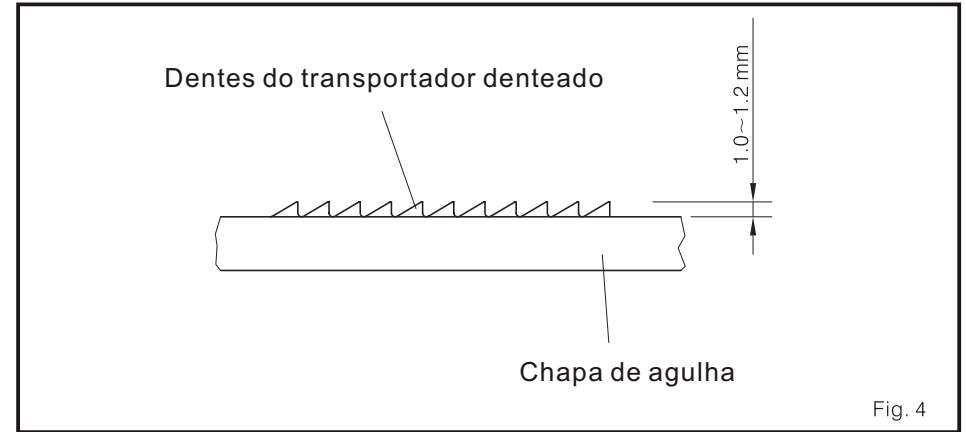 Dentes do transportador denteado
1.0~1.2 mm
Chapa de agulha
Fig. 4